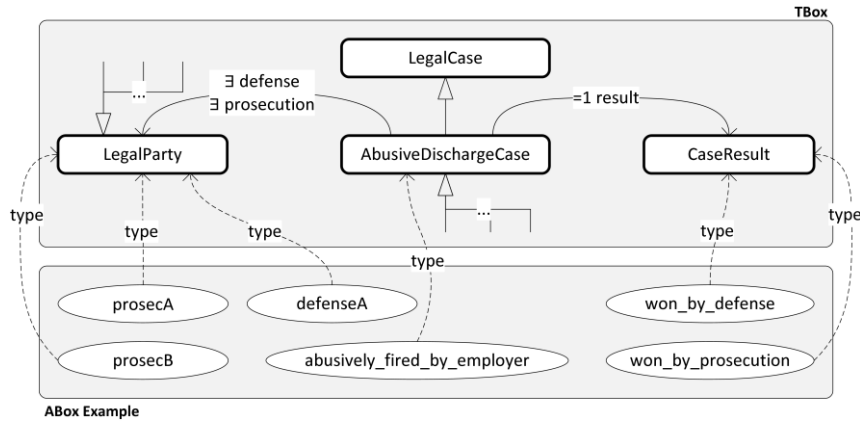 TBox
LegalCase
∃ defense
∃ prosecution
=1 result
...
LegalParty
AbusiveDischargeCase
CaseResult
...
type
type
type
type
type
type
prosecA
defenseA
won_by_defense
prosecB
abusively_fired_by_employer
won_by_prosecution
ABox Example